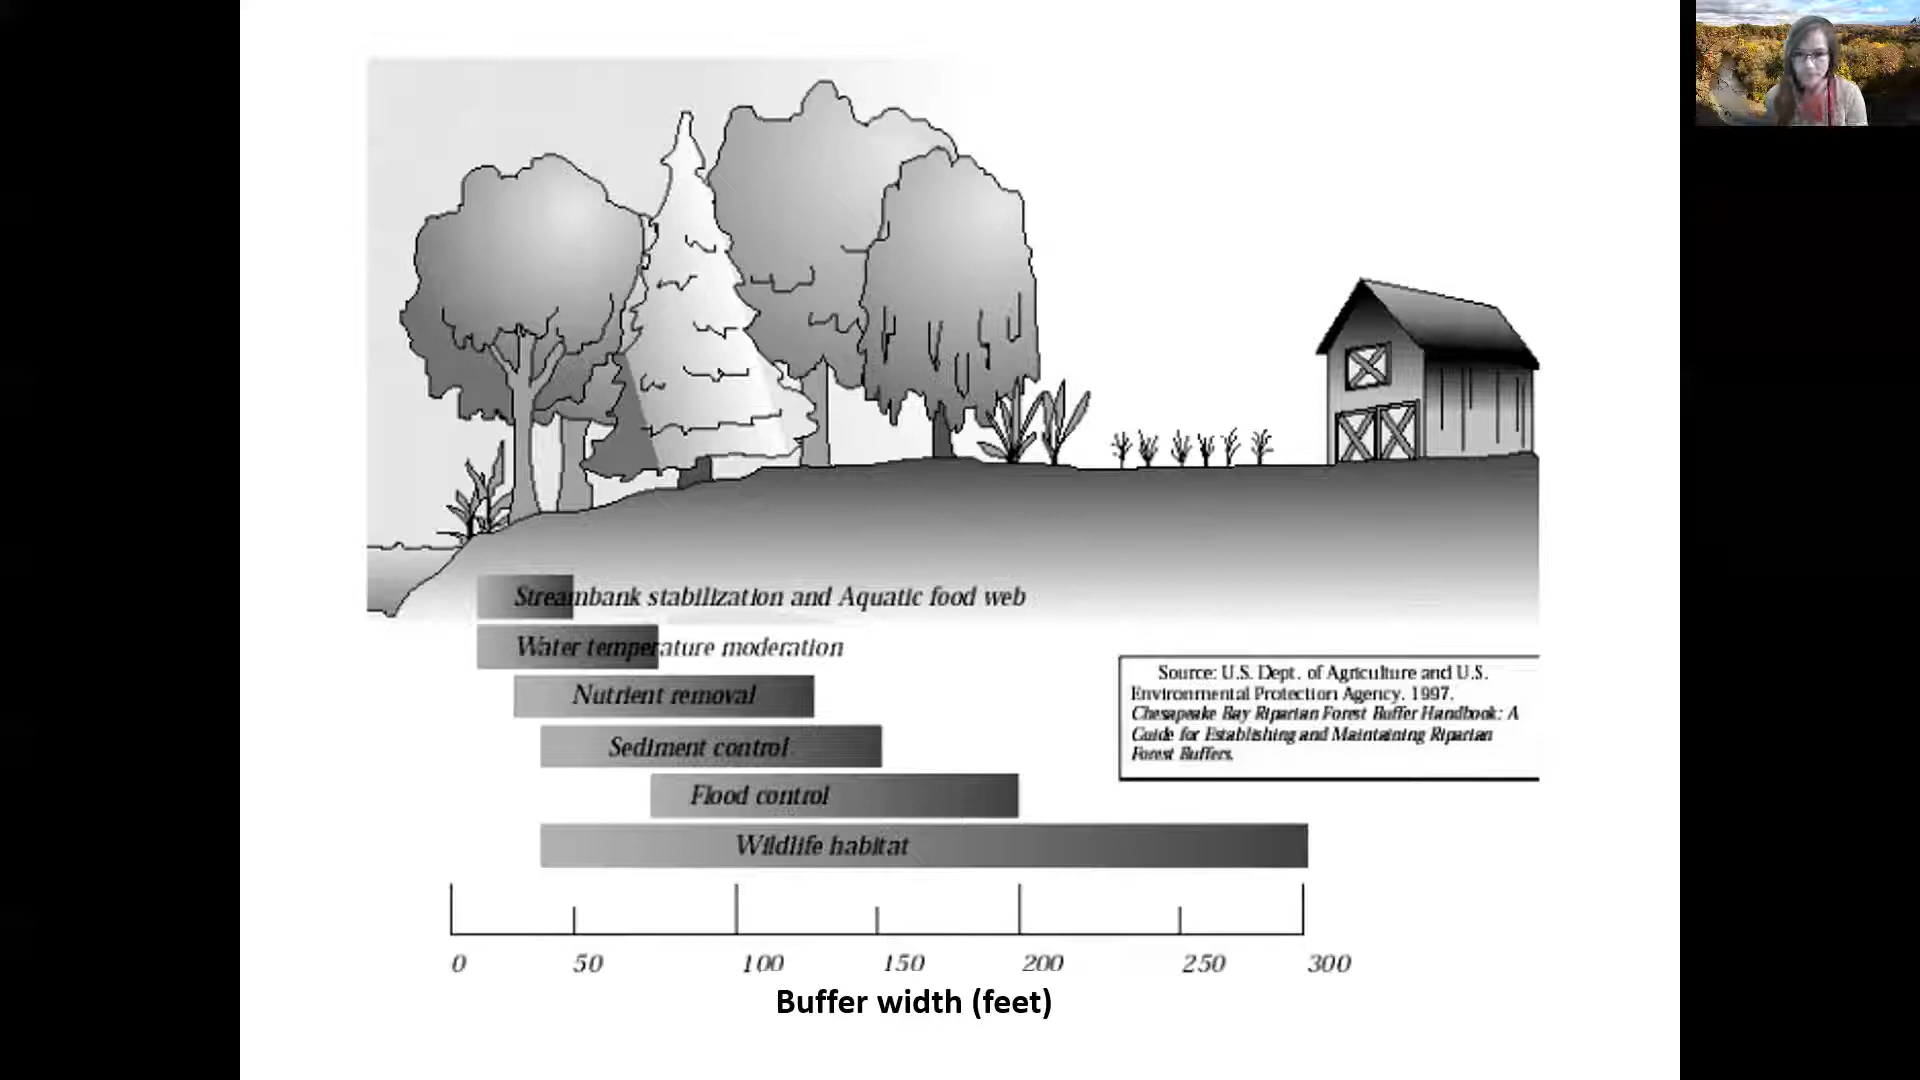 Streambank stabilization and Aquatic food web
Water temperature moderation
Nutrient removal
Sediment control
Flood control
Wildlife habitat
Source: U.S. Dept. of Agriculture and U.S.
Environmental Protection Agency. 1997.
Chesapeake Bay Riparian Forest Buffer Handbook: A
Guide for Establishing and Maintaining Riparian
Forest Buffers.
0 50 100 150 200 250 300
Buffer width (feet)